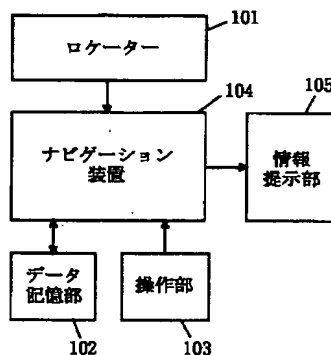 101
ロケーター
104
105
ナビゲーション
装置
情報
提示部
データ
記憶部
操作部
102
103